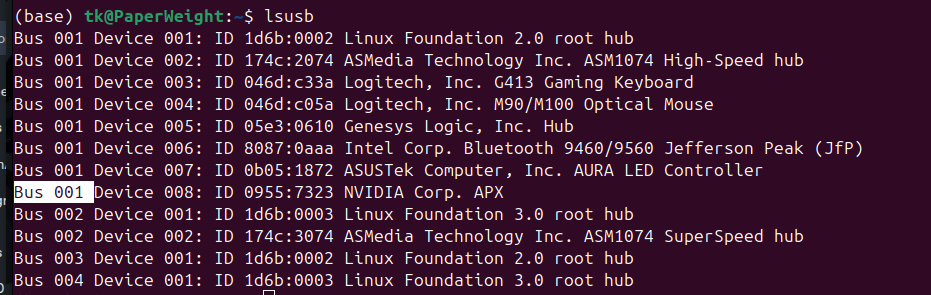 (base) tk@PaperWeight:~$ lsusb
Bus 001 Device 001: ID 1d6b:0002 Linux Foundation 2.0 root hub
Bus 001 Device 002: ID 174c:2074 ASMedia Technology Inc. ASM1074 High-Speed hub
Bus 001 Device 003: ID 046d:c33a Logitech, Inc. G413 Gaming Keyboard
Bus 001 Device 004: ID 046d:c05a Logitech, Inc. M90/M100 Optical Mouse
Bus 001 Device 005: ID 05e3:0610 Genesys Logic, Inc. Hub
Bus 001 Device 006: ID 8087:0aaa Intel Corp. Bluetooth 9460/9560 Jefferson Peak (JfP)
Bus 001 Device 007: ID 0b05:1872 ASUSTek Computer, Inc. AURA LED Controller
Bus 001 Device 008: ID 0955:7323 NVIDIA Corp. APX
Bus 002 Device 001: ID 1d6b:0003 Linux Foundation 3.0 root hub
Bus 002 Device 002: ID 174c:3074 ASMedia Technology Inc. ASM1074 SuperSpeed hub
Bus 003 Device 001: ID 1d6b:0002 Linux Foundation 2.0 root hub
Bus 004 Device 001: ID 1d6b:0003 Linux Foundation 3.0 root hub